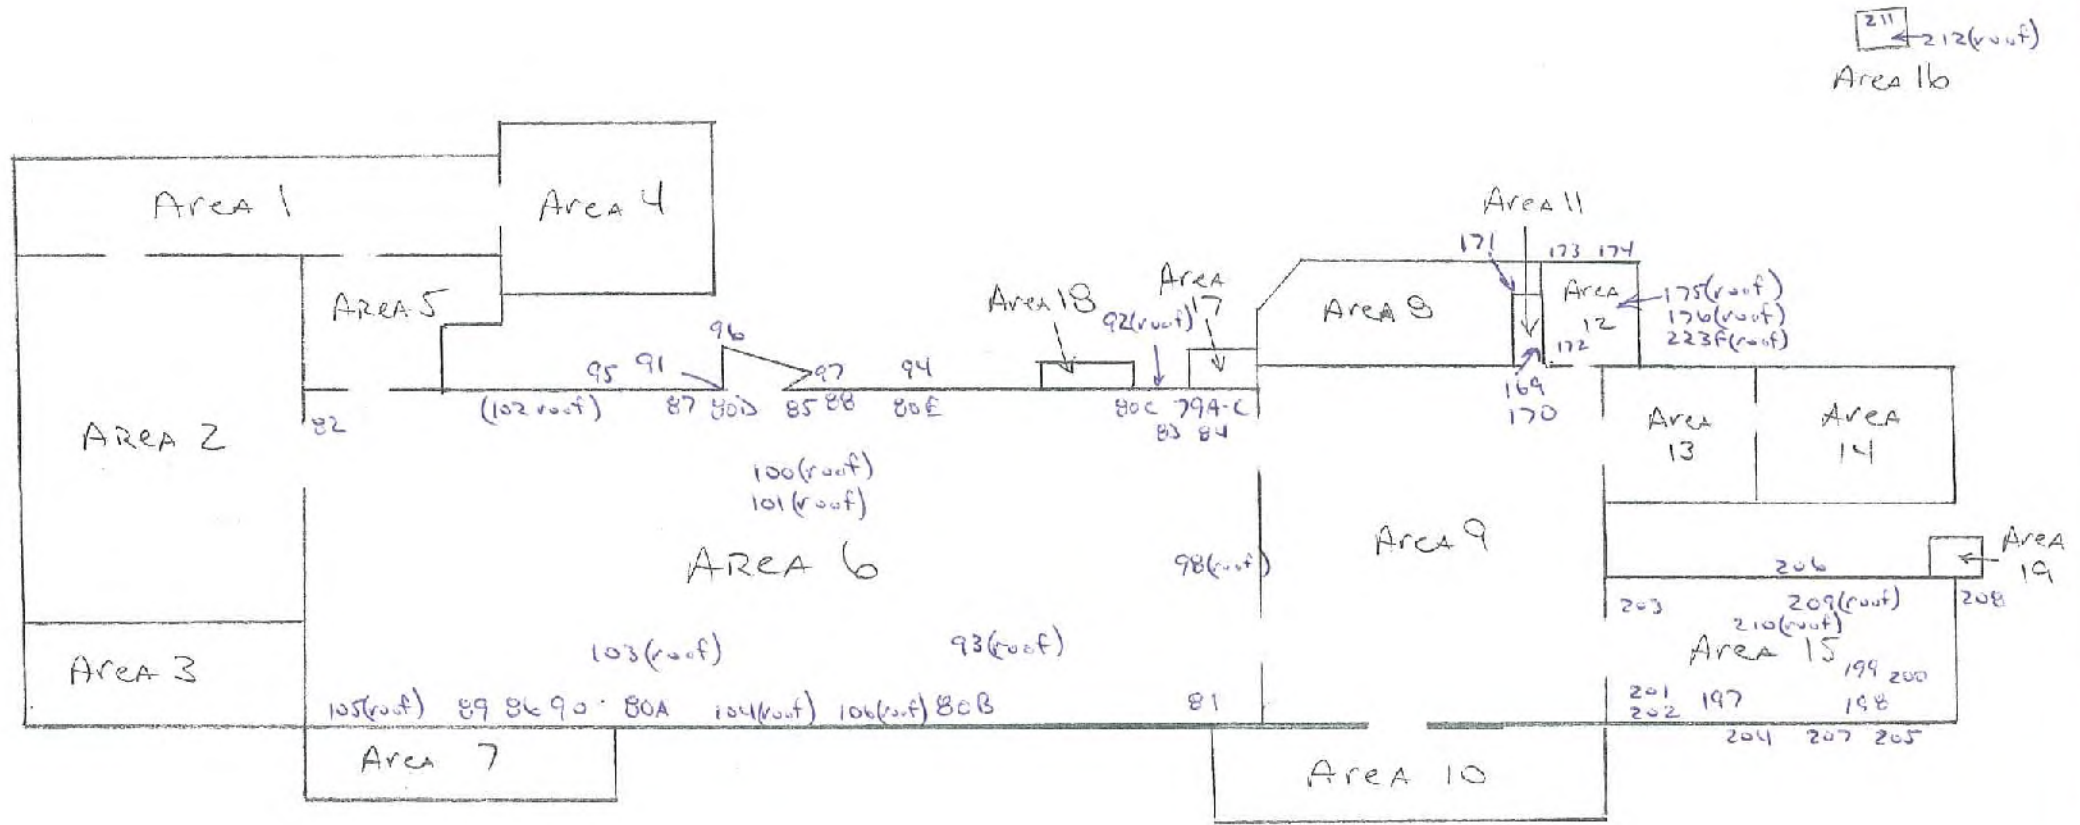 211
212(roof)
Area 16
Area 1
Area 4
Area 11
171
173 174
Area 5
Area 18
Area
17
92(roof)
Area 8
Area
12
175(roof)
176(roof)
223F(roof)
172
96
95 91
97
94
169
170
82
(102 roof)
87 80D
85 88
80E
80C 79A-C
83 84
Area 2
Area
13
Area
14
100(roof)
101(roof)
Area 6
98(roof)
Area 9
Area
19
206
203
209(roof)
208
210(roof)
Area 15
103(roof)
93(roof)
199 200
Area 3
105(roof) 89 86 90 80A 104(roof) 106(roof) 80B
81
201
202
197
198
204 207 205
Area 7
Area 10